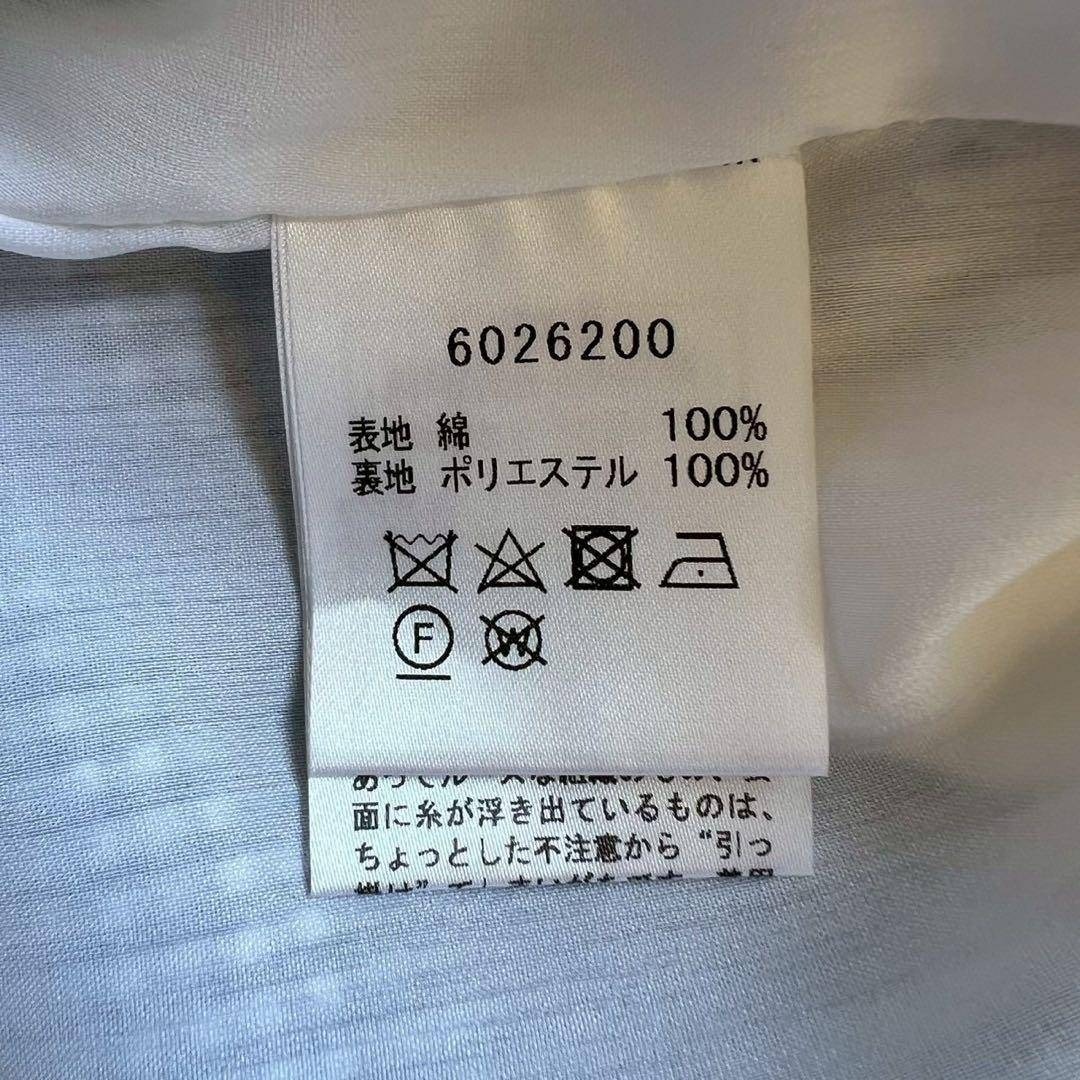 6026200
表地 綿 100%
裏地 ポリエステル 100%
F
W
面に糸が浮き出ているものは、
ちょっとした不注意から“引っ